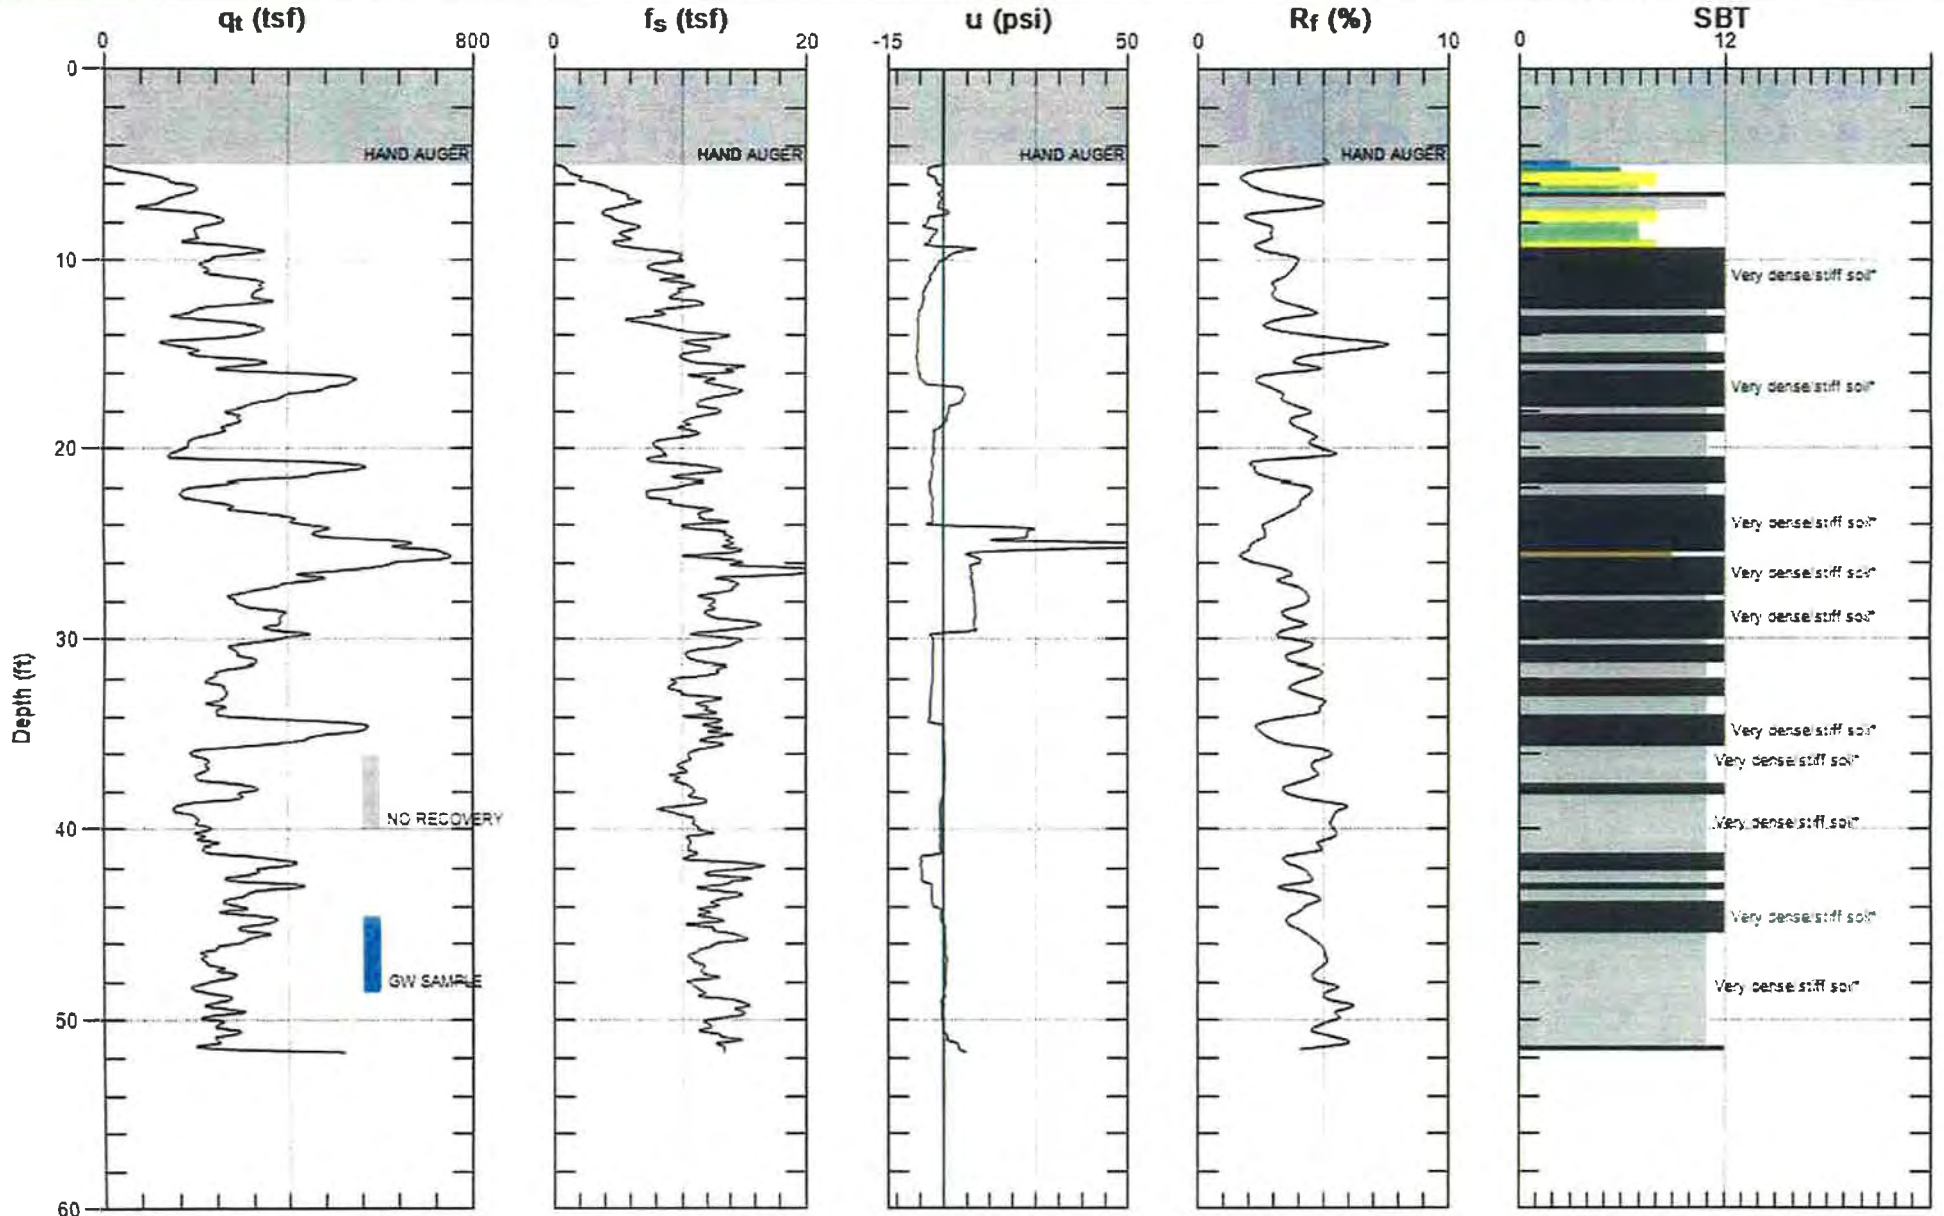 qt (tsf)
fs (tsf)
u (psi)
Rf (%)
SBT
0
800
0
20
-15
50
0
10
0
12
0
HAND AUGER
HAND AUGER
HAND AUGER
HAND AUGER
10
Very dense/stiff soil*
Very dense/stiff soil*
20
Very dense/stiff soil*
Very dense/stiff soil*
Very dense/stiff soil*
30
Depth (ft)
Very dense/stiff soil*
Very dense/stiff soil*
NO RECOVERY
Very dense/stiff soil*
40
Very dense/stiff soil*
GW SAMPLE
Very dense/stiff soil*
50
60